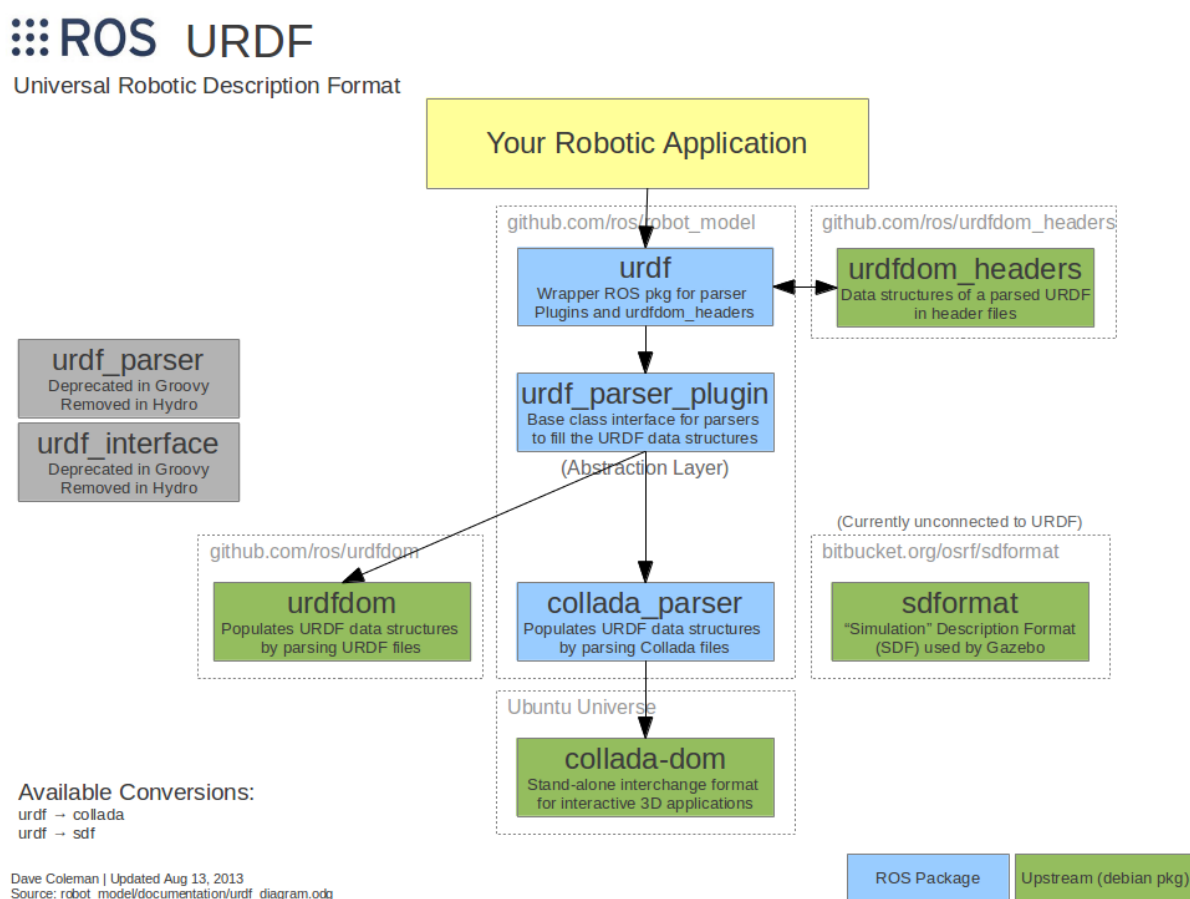 ROS URDF
Universal Robotic Description Format
Your Robotic Application
github.com/ros/robot_model
github.com/ros/urdfdom_headers
urdf
Wrapper ROS pkg for parser
Plugins and urdfdom_headers
urdfdom_headers
Data structures of a parsed URDF
in header files
urdf_parser
Deprecated in Groovy
Removed in Hydro
urdf_interface
Deprecated in Groovy
Removed in Hydro
urdf_parser_plugin
Base class interface for parsers
to fill the URDF data structures
(Abstraction Layer)
github.com/ros/urdfdom
urdfdom
Populates URDF data structures
by parsing URDF files
collada_parser
Populates URDF data structures
by parsing Collada files
(Currently unconnected to URDF)
bitbucket.org/osrf/sdformat
sdformat
“Simulation” Description Format
(SDF) used by Gazebo
Ubuntu Universe
collada-dom
Stand-alone interchange format
for interactive 3D applications
Available Conversions:
urdf → collada
urdf → sdf
Dave Coleman | Updated Aug 13, 2013
Source: robot_model/documentation/urdf_diagram.odg
ROS Package
Upstream (debian pkg)